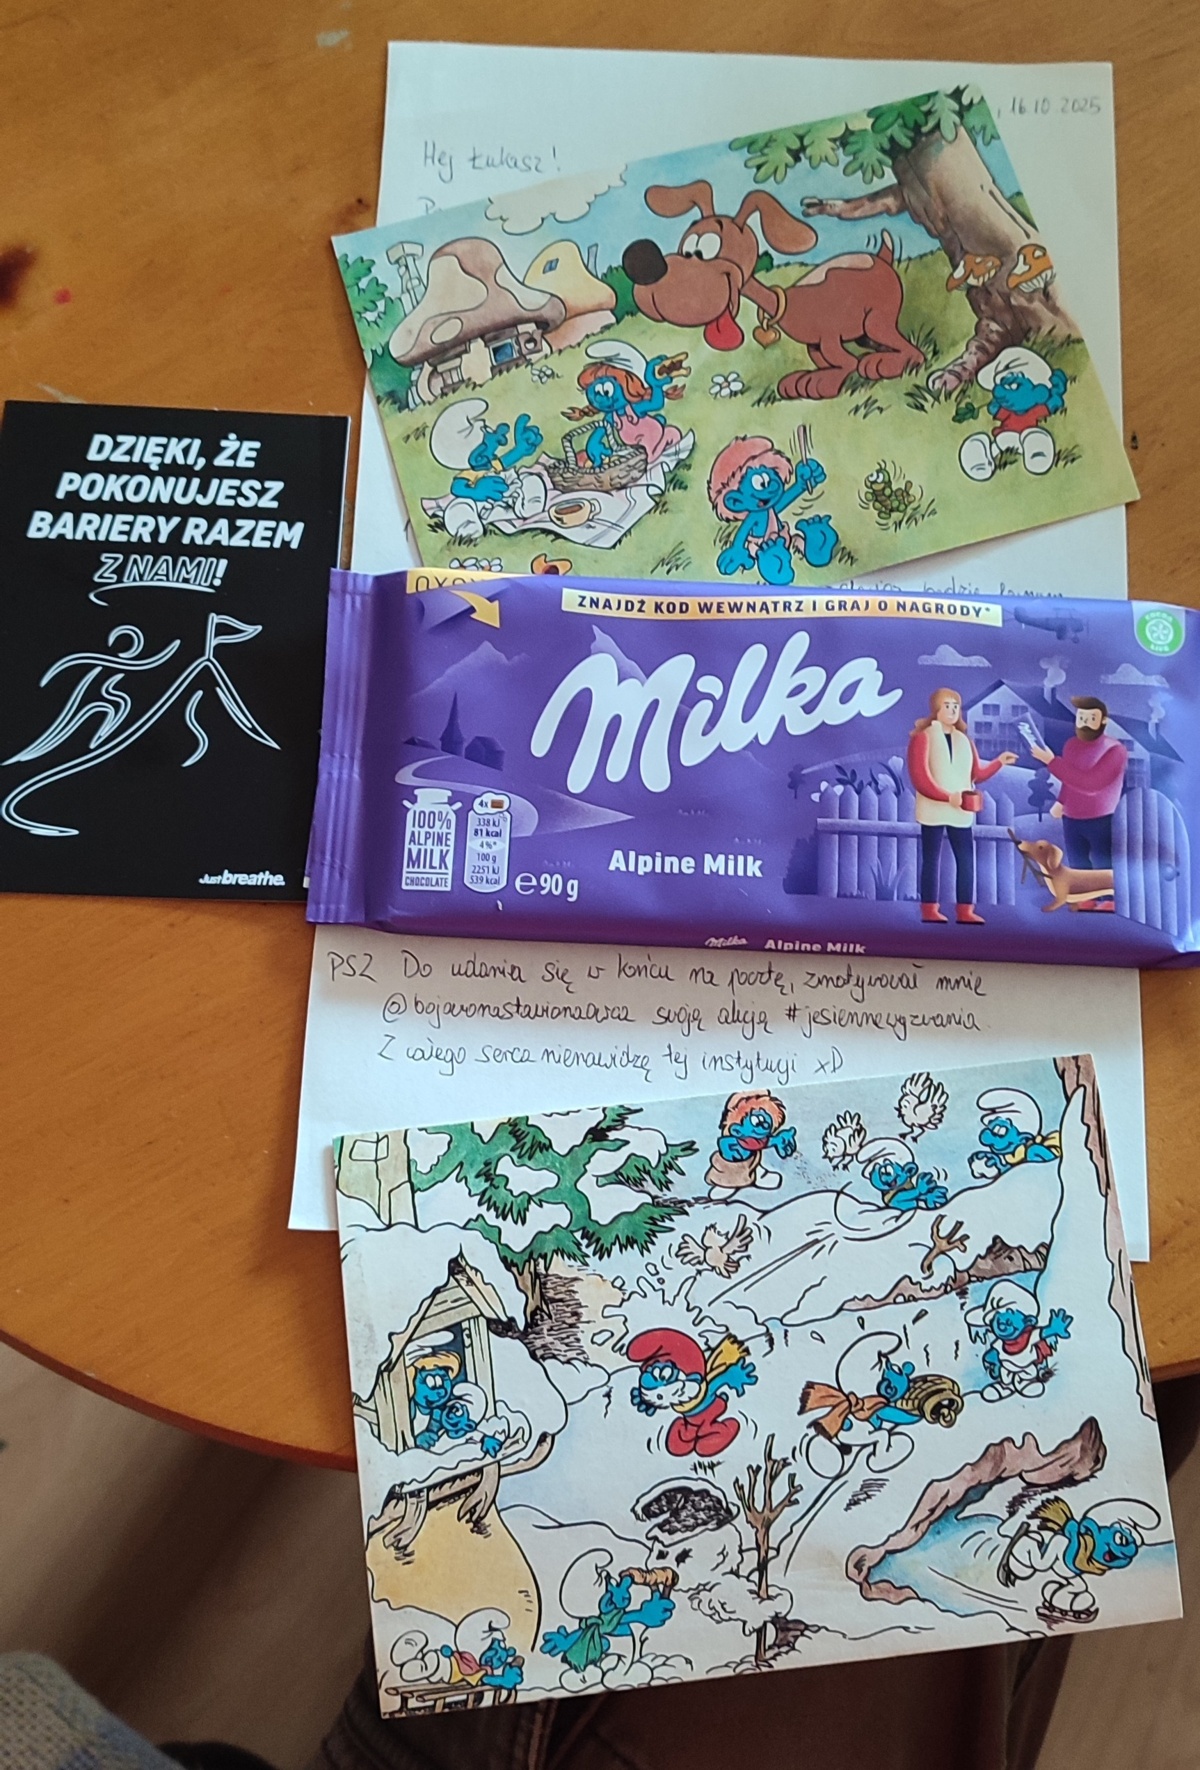 , 16.10.2025
Hej Łukasz!
DZIĘKI, ŻE
POKONUJESZ
BARIERY RAZEM
Z NAMI!
Just breathe.
będzie
ZNAJDŹ KOD WEWNĄTRZ I GRAJ O NAGRODY*
Milka
100%
ALPINE
MILK
CHOCOLATE
4x
338 kJ
81 kcal
4%*
100 g
2251 kJ
539 kcal
℮90 g
Alpine Milk
Milka Alpine Milk
PS2 Do udania się w końcu na pocztę, zmotywował mnie
@bojowonastawionaowca swoją akcją #jesiennewyzwania.
Z całego serca nienawidzę tej instytucji xD